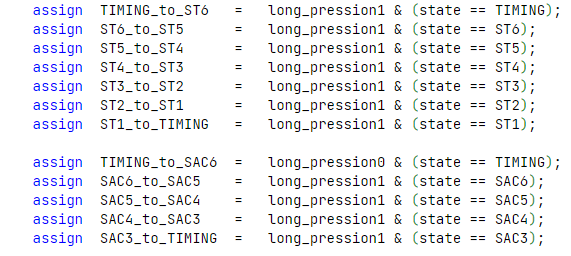 assign TIMING_to_ST6 = long_pression1 & (state == TIMING);
assign ST6_to_ST5 = long_pression1 & (state == ST6);
assign ST5_to_ST4 = long_pression1 & (state == ST5);
assign ST4_to_ST3 = long_pression1 & (state == ST4);
assign ST3_to_ST2 = long_pression1 & (state == ST3);
assign ST2_to_ST1 = long_pression1 & (state == ST2);
assign ST1_to_TIMING = long_pression1 & (state == ST1);
assign TIMING_to_SAC6 = long_pression0 & (state == TIMING);
assign SAC6_to_SAC5 = long_pression1 & (state == SAC6);
assign SAC5_to_SAC4 = long_pression1 & (state == SAC5);
assign SAC4_to_SAC3 = long_pression1 & (state == SAC4);
assign SAC3_to_TIMING = long_pression1 & (state == SAC3);